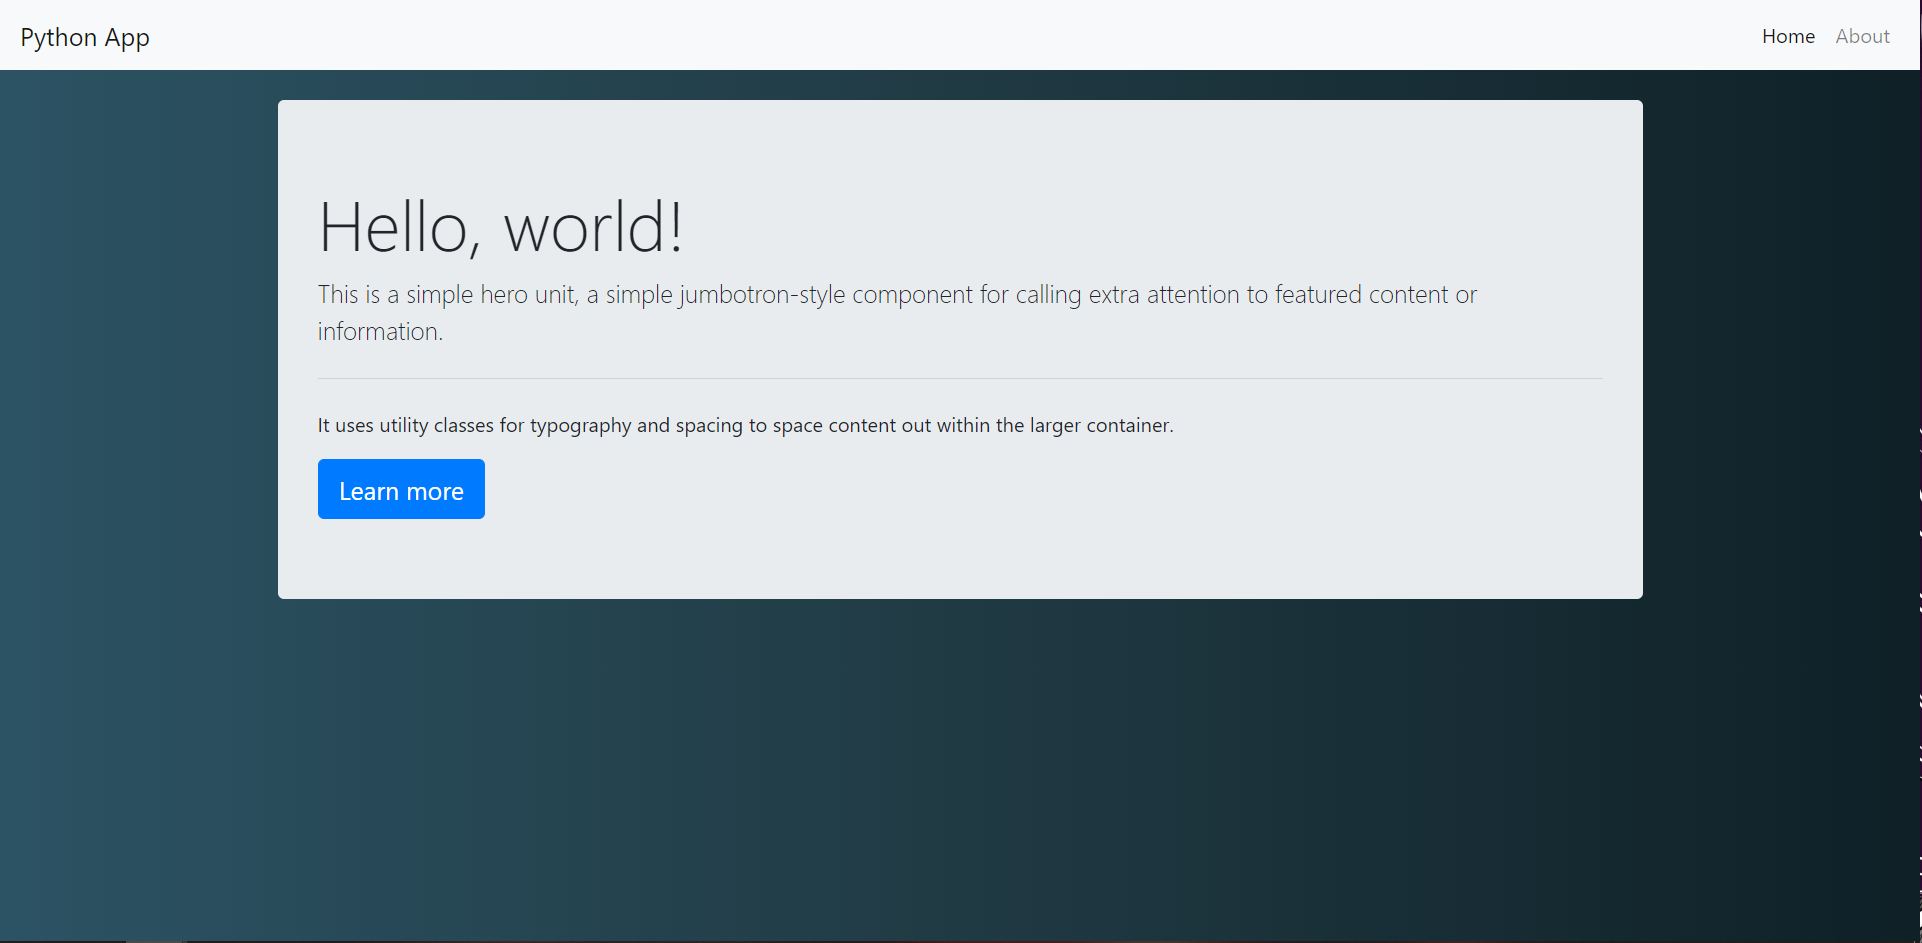 Python App
Home About
Hello, world!
This is a simple hero unit, a simple jumbotron-style component for calling extra attention to featured content or
information.
It uses utility classes for typography and spacing to space content out within the larger container.
Learn more